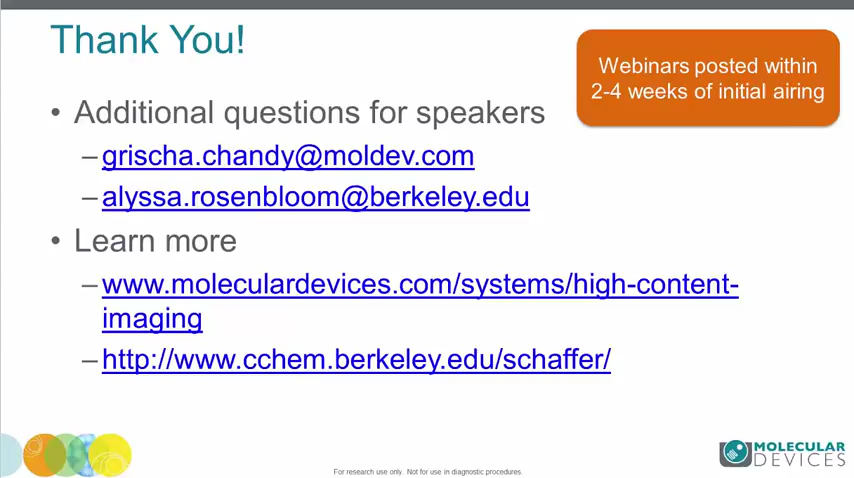 Thank You!
Webinars posted within
2-4 weeks of initial airing
• Additional questions for speakers
–grischa.chandy@moldev.com
–alyssa.rosenbloom@berkeley.edu
• Learn more
–www.moleculardevices.com/systems/high-content-
imaging
–http://www.cchem.berkeley.edu/schaffer/
For research use only. Not for use in diagnostic procedures.
MOLECULAR
DEVICES